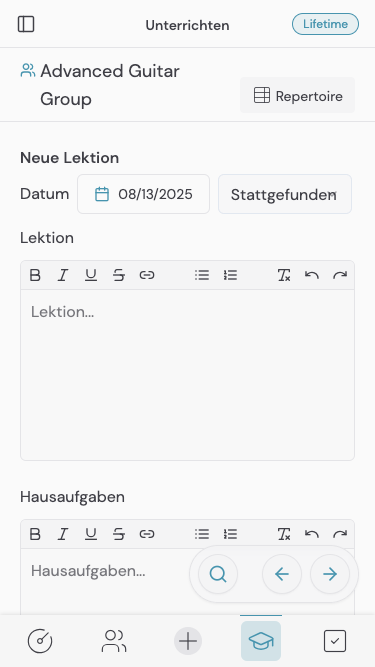 Unterrichten
Lifetime
Advanced Guitar
Group
Repertoire
Neue Lektion
Datum
08/13/2025
Stattgefunden
Lektion
Lektion...
Hausaufgaben
Hausaufgaben...